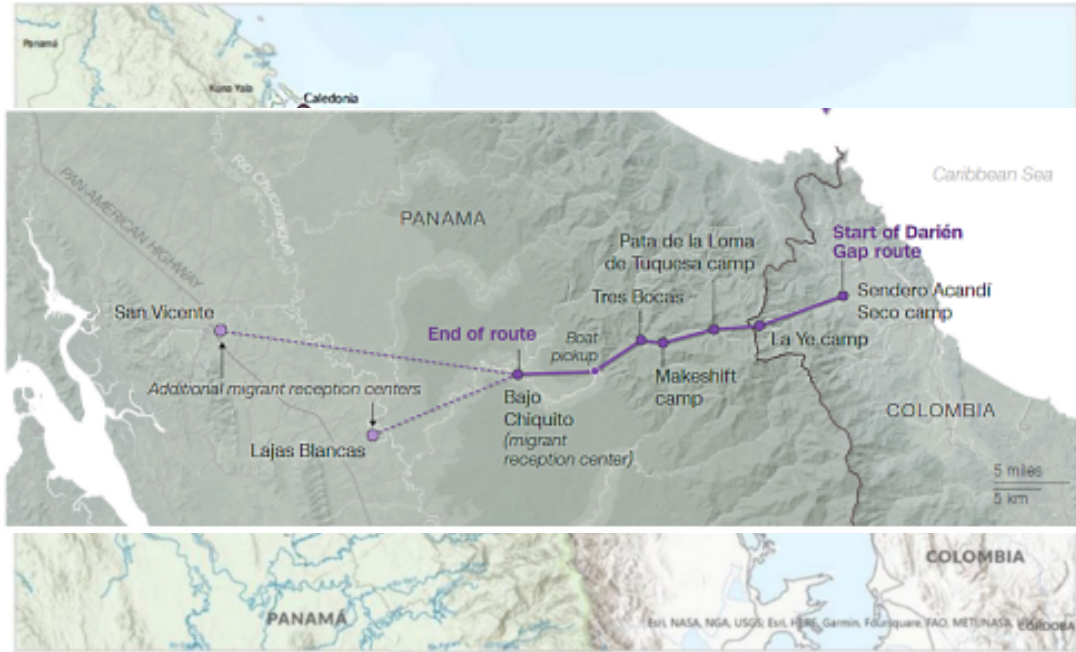 Panamá
Kuna Yala
Caledonia
Caribbean Sea
Río Chucunaque
PAN-AMERICAN HIGHWAY
PANAMA
Start of Darién
Gap route
Pata de la Loma
de Tuquesa camp
Sendero Acandí
Seco camp
Tres Bocas
San Vicente
End of route
Boat
pickup
La Ye camp
Additional migrant reception centers
Makeshift
camp
Bajo
Chiquito
(migrant
reception center)
COLOMBIA
Lajas Blancas
5 miles
5 km
COLOMBIA
PANAMÁ
Esri, NASA, NGA, USGS; Esri, HERE, Garmin, Foursquare, FAO, METI/NASA,
CÓRDOBA